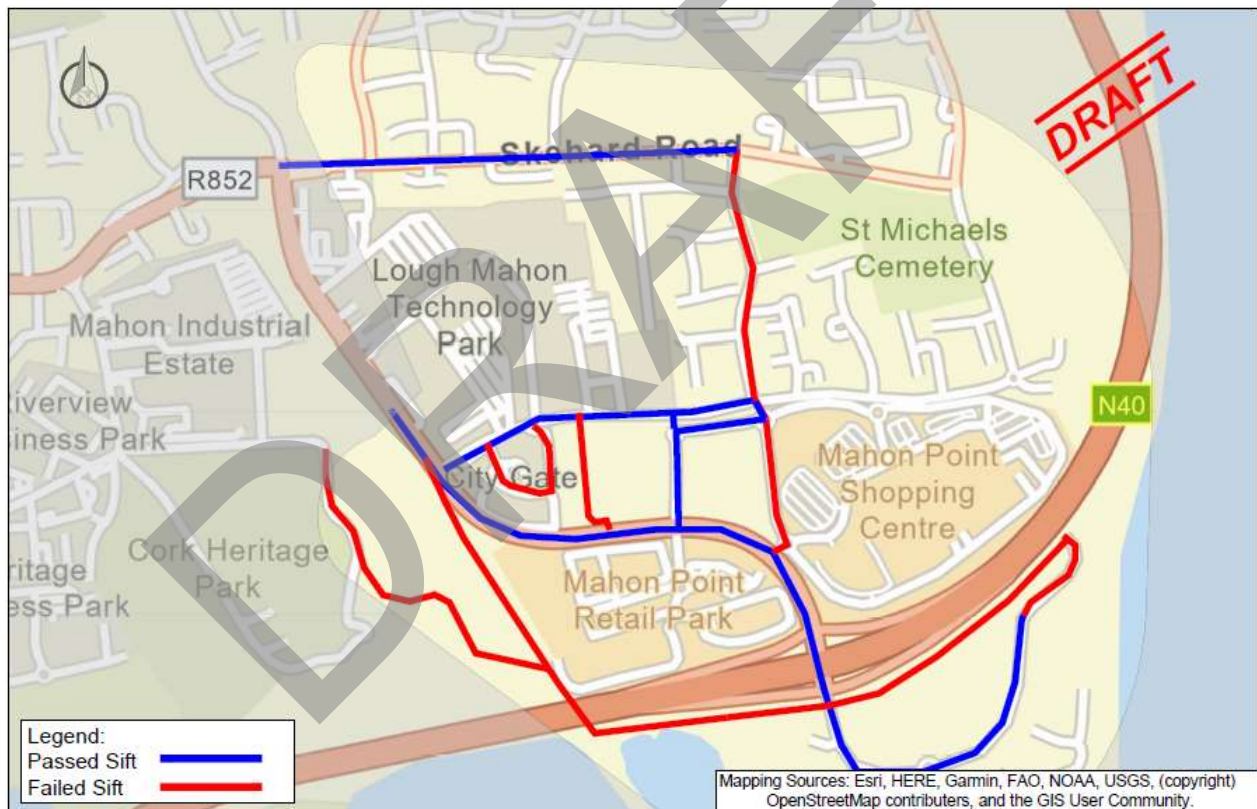 DRAFT
Skehard Road
R852
St Michaels
Cemetery
Lough Mahon
Technology
Park
Mahon Industrial
Estate
N40
iverview
siness Park
City Gate
Mahon Point
Shopping
Centre
Cork Heritage
Park
ritage
ess Park
Mahon Point
Retail Park
DRAF
Legend:
Passed Sift
Failed Sift
Mapping Sources: Esri, HERE, Garmin, FAO, NOAA, USGS, (copyright)
OpenStreetMap contributers, and the GIS User Community.